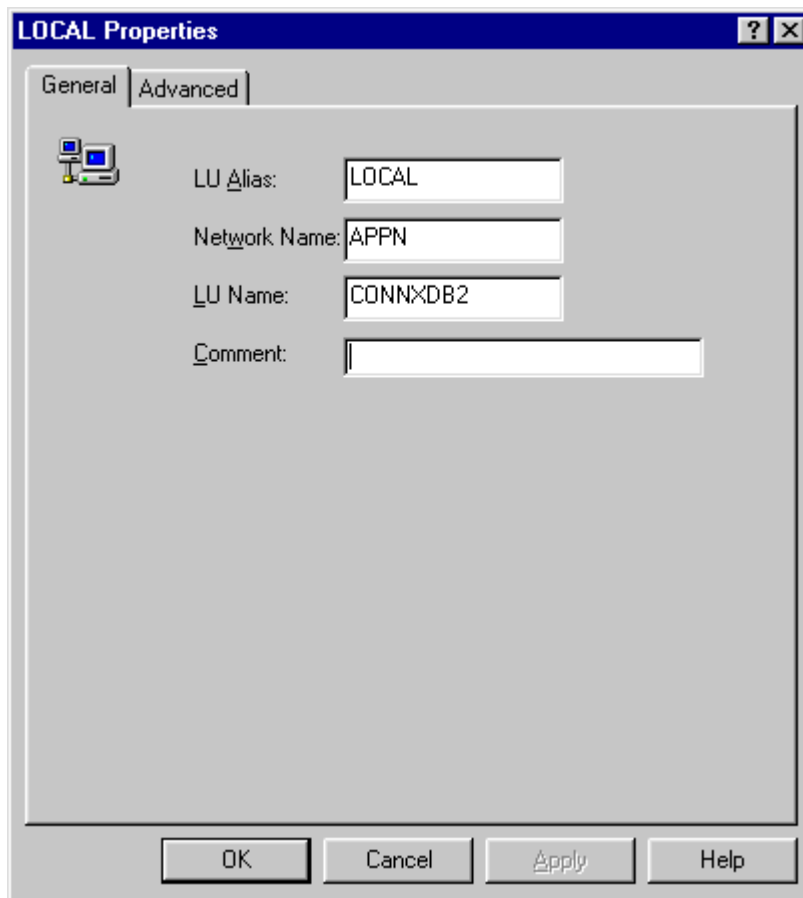 LOCAL Properties
General Advanced
LU Alias: LOCAL
Network Name: APPN
LU Name: CONNXDB2
Comment:
OK Cancel Apply Help